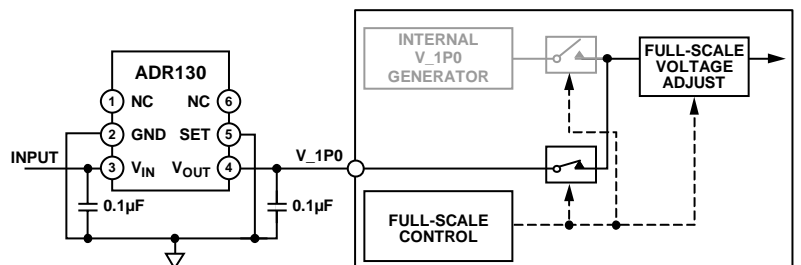 ADR130
1 NC
NC 6
2 GND
SET 5
INPUT
3 VIN
VOUT 4
0.1µF
0.1µF
V_1P0
INTERNAL
V_1P0
GENERATOR
FULL-SCALE
VOLTAGE
ADJUST
FULL-SCALE
CONTROL